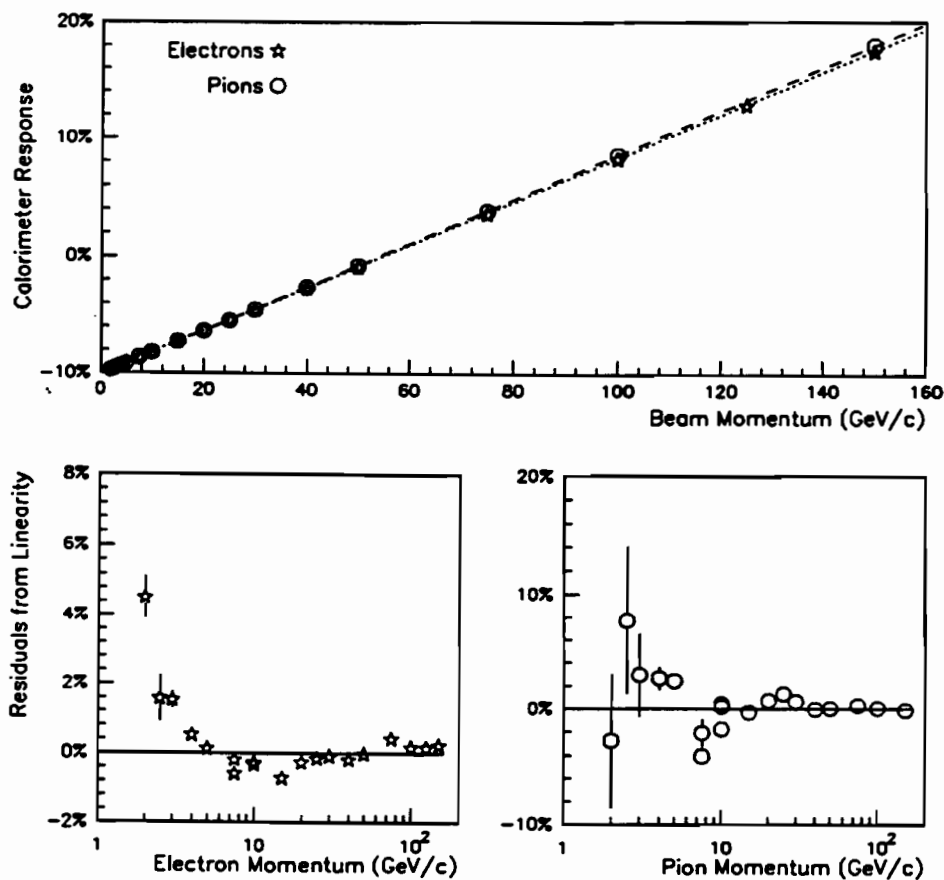 20%
Electrons ☆
Pions ○
10%
0%
−10%
Calorimeter Response
0 20 40 60 80 100 120 140 160
Beam Momentum (GeV/c)
8%
6%
4%
2%
0%
−2%
Residuals from Linearity
1 10 10²
Electron Momentum (GeV/c)
20%
10%
0%
−10%
1 10 10²
Pion Momentum (GeV/c)